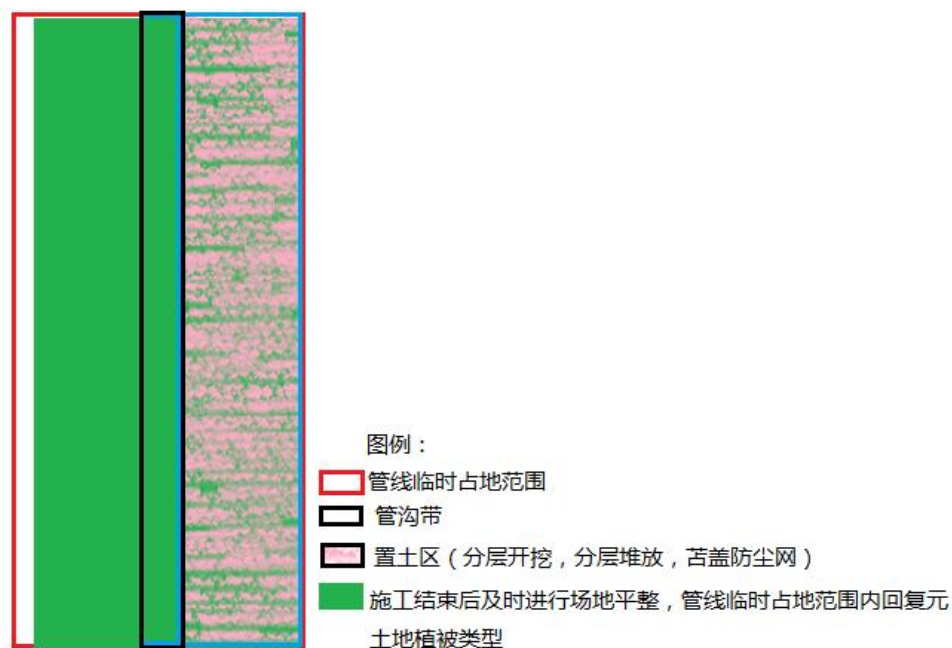 图例：
管线临时占地范围
管沟带
置土区（分层开挖，分层堆放，苫盖防尘网）
施工结束后及时进行场地平整，管线临时占地范围内回复元
土地植被类型